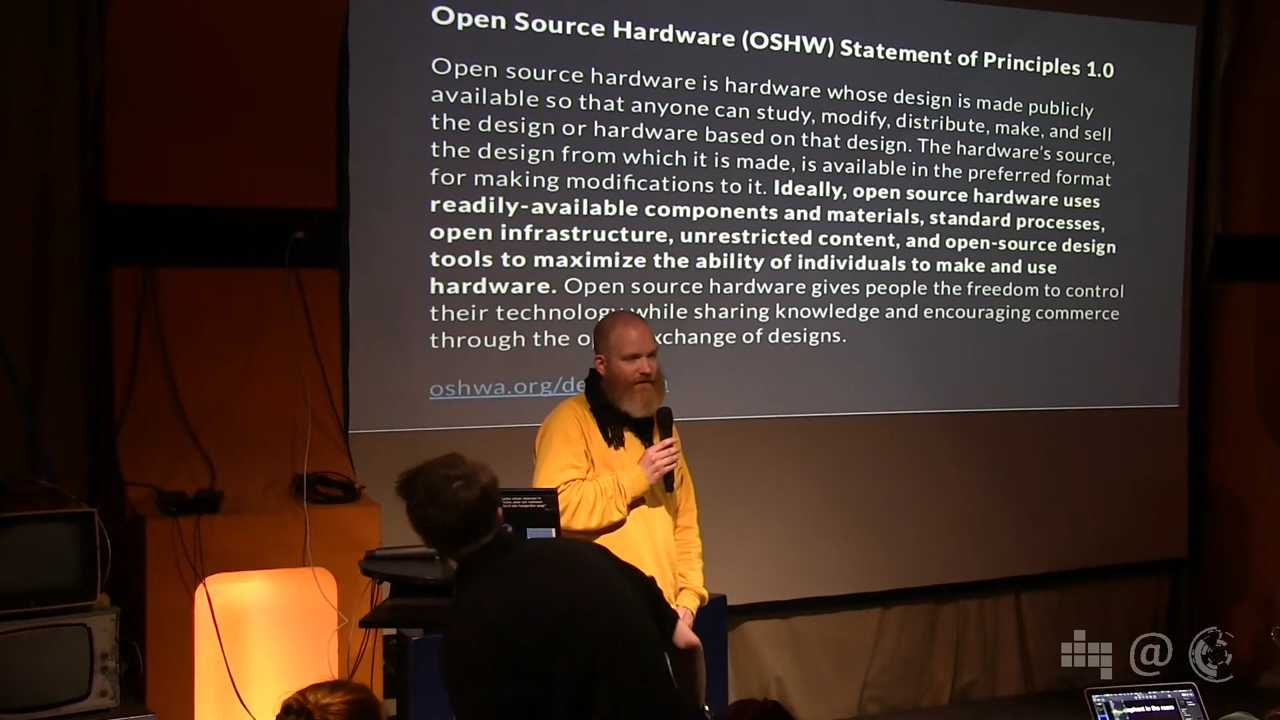 Open Source Hardware (OSHW) Statement of Principles 1.0
Open source hardware is hardware whose design is made publicly
available so that anyone can study, modify, distribute, make, and sell
the design or hardware based on that design. The hardware's source,
the design from which it is made, is available in the preferred format
for making modifications to it. Ideally, open source hardware uses
readily-available components and materials, standard processes,
open infrastructure, unrestricted content, and open-source design
tools to maximize the ability of individuals to make and use
hardware. Open source hardware gives people the freedom to control
their technology while sharing knowledge and encouraging commerce
through the exchange of designs.
oshwa.org/de
@
in the room